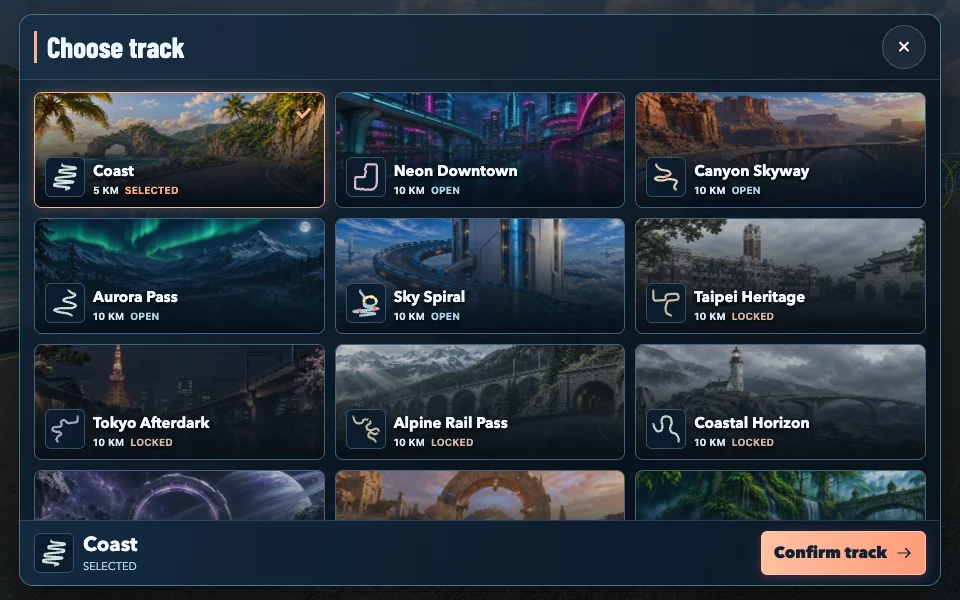 Choose track
Coast
5 KM SELECTED
Neon Downtown
10 KM OPEN
Canyon Skyway
10 KM OPEN
Aurora Pass
10 KM OPEN
Sky Spiral
10 KM OPEN
Taipei Heritage
10 KM LOCKED
Tokyo Afterdark
10 KM LOCKED
Alpine Rail Pass
10 KM LOCKED
Coastal Horizon
10 KM LOCKED
Coast
SELECTED
Confirm track →